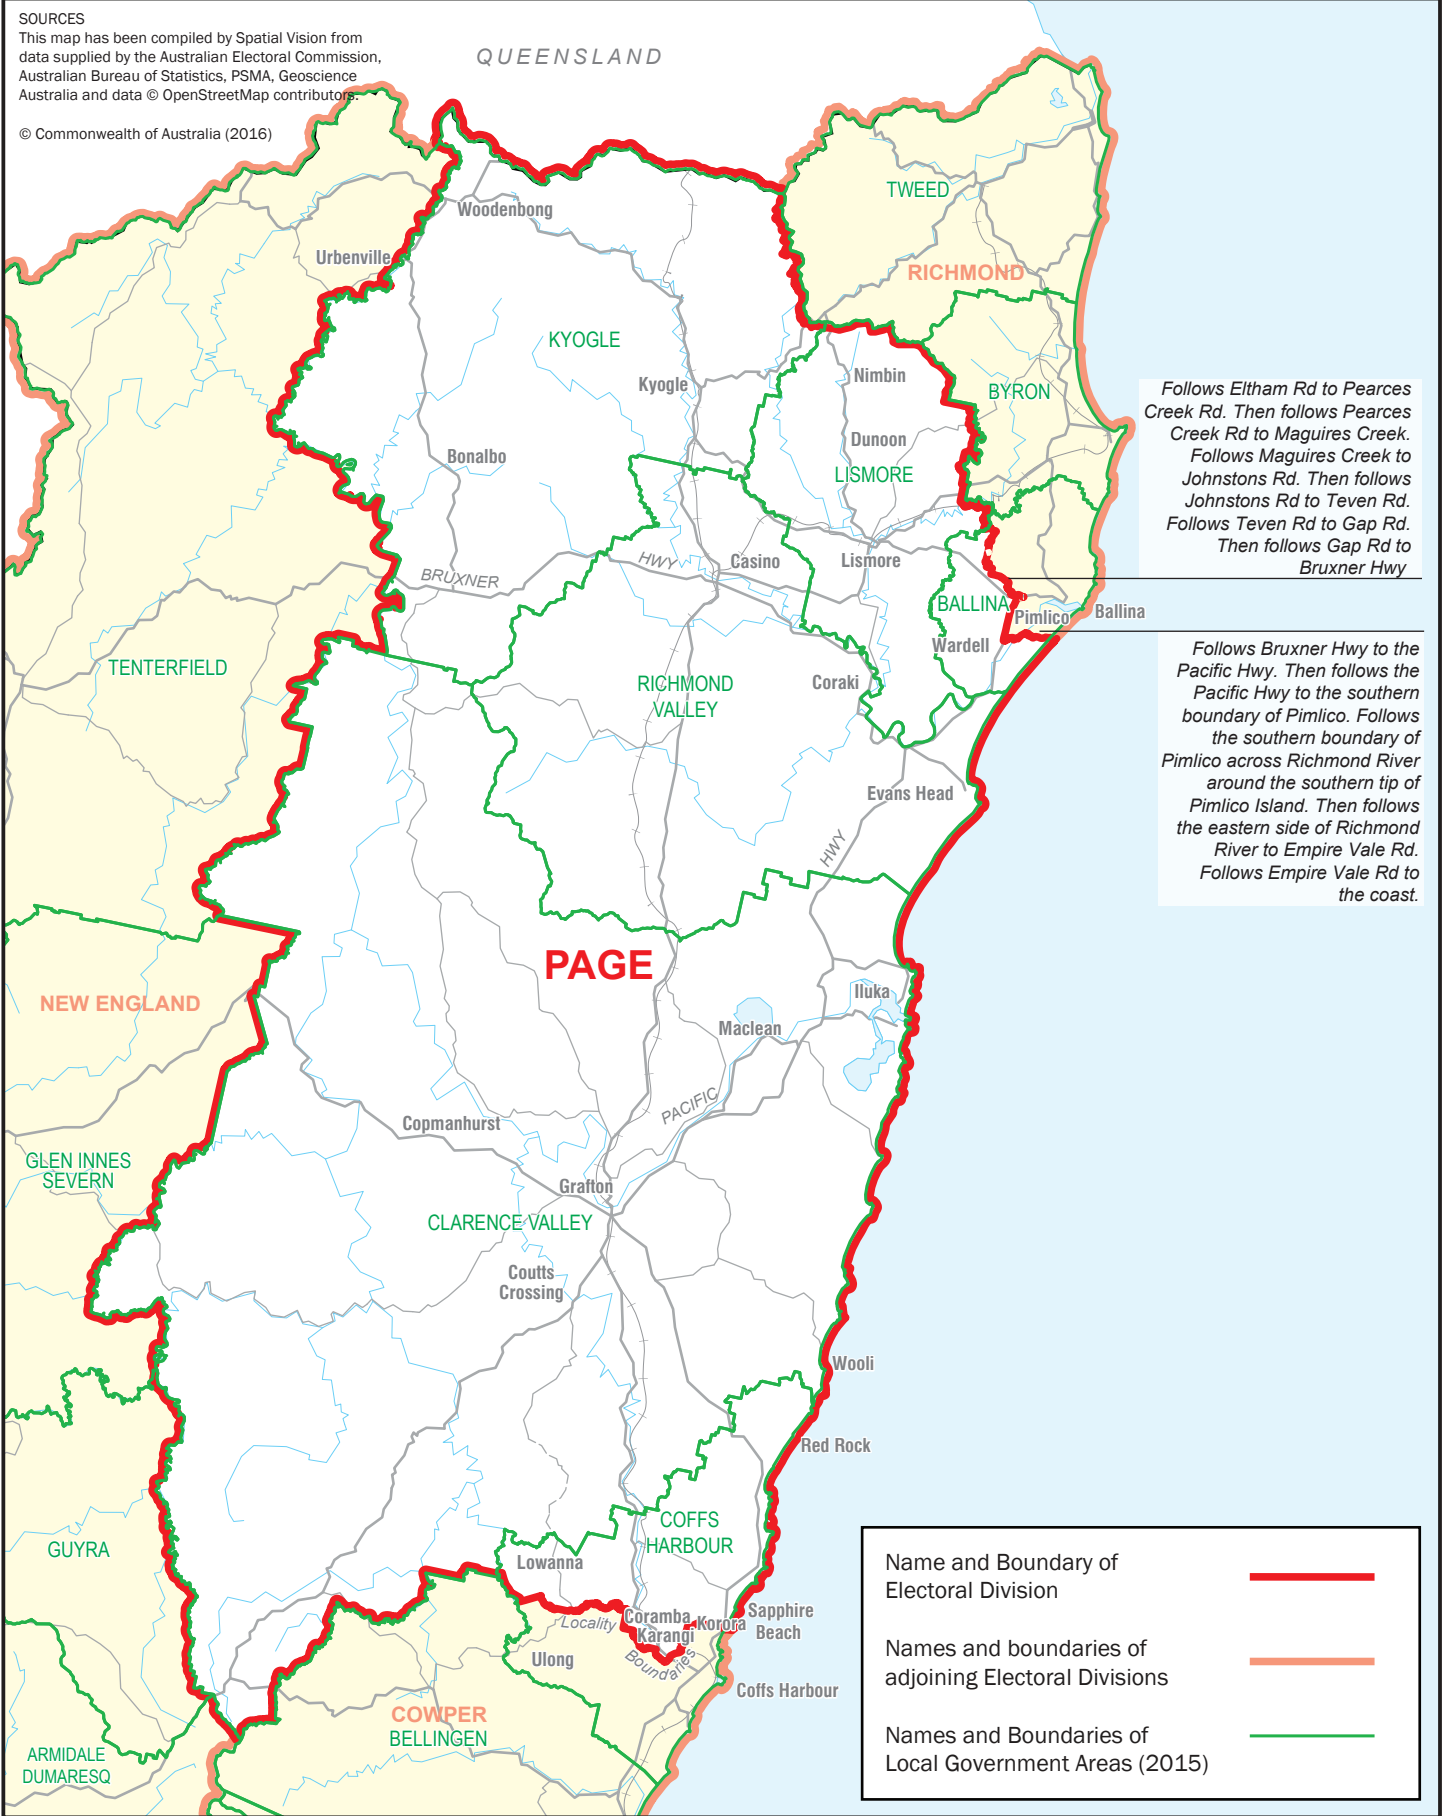 SOURCES
This map has been compiled by Spatial Vision from
data supplied by the Australian Electoral Commission,
Australian Bureau of Statistics, PSMA, Geoscience
Australia and data © OpenStreetMap contributors.
© Commonwealth of Australia (2016)
QUEENSLAND
TWEED
Woodenbong
Urbenville
RICHMOND
KYOGLE
Nimbin
Kyogle
BYRON
Follows Eltham Rd to Pearces
Creek Rd. Then follows Pearces
Creek Rd to Maguires Creek.
Follows Maguires Creek to
Johnstons Rd. Then follows
Johnstons Rd to Teven Rd.
Follows Teven Rd to Gap Rd.
Then follows Gap Rd to
Bruxner Hwy
Dunoon
Bonalbo
LISMORE
HWY
Casino
Lismore
BRUXNER
BALLINA
Pimlico
Ballina
Wardell
TENTERFIELD
Follows Bruxner Hwy to the
Pacific Hwy. Then follows the
Pacific Hwy to the southern
boundary of Pimlico. Follows
the southern boundary of
Pimlico across Richmond River
around the southern tip of
Pimlico Island. Then follows
the eastern side of Richmond
River to Empire Vale Rd.
Follows Empire Vale Rd to
the coast.
RICHMOND
VALLEY
Coraki
Evans Head
HWY
PAGE
Iluka
NEW ENGLAND
Maclean
PACIFIC
Copmanhurst
GLEN INNES
SEVERN
Grafton
CLARENCE VALLEY
Coutts
Crossing
Wooli
Red Rock
COFFS
HARBOUR
GUYRA
Lowanna
Sapphire
Beach
Coramba
Karangi
Korora
Locality
Boundaries
Ulong
Coffs Harbour
COWPER
BELLINGEN
ARMIDALE
DUMARESQ
Name and Boundary of
Electoral Division
Names and boundaries of
adjoining Electoral Divisions
Names and Boundaries of
Local Government Areas (2015)